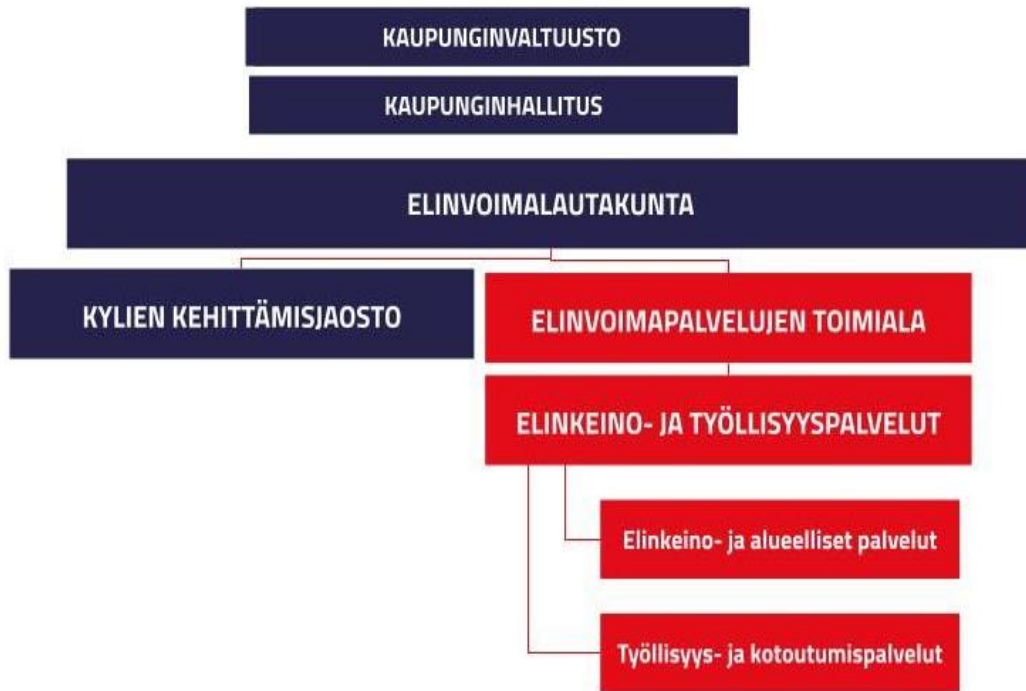 KAUPUNGINVALTUUSTO
KAUPUNGINHALLITUS
ELINVOIMALAUTAKUNTA
KYLIEN KEHITTÄMISJAOSTO
ELINVOIMAPALVELUJEN TOIMIALA
ELINKEINO- JA TYÖLLISYYSPALVELUT
Elinkeino- ja alueelliset palvelut
Työllisyys- ja kotoutumispalvelut